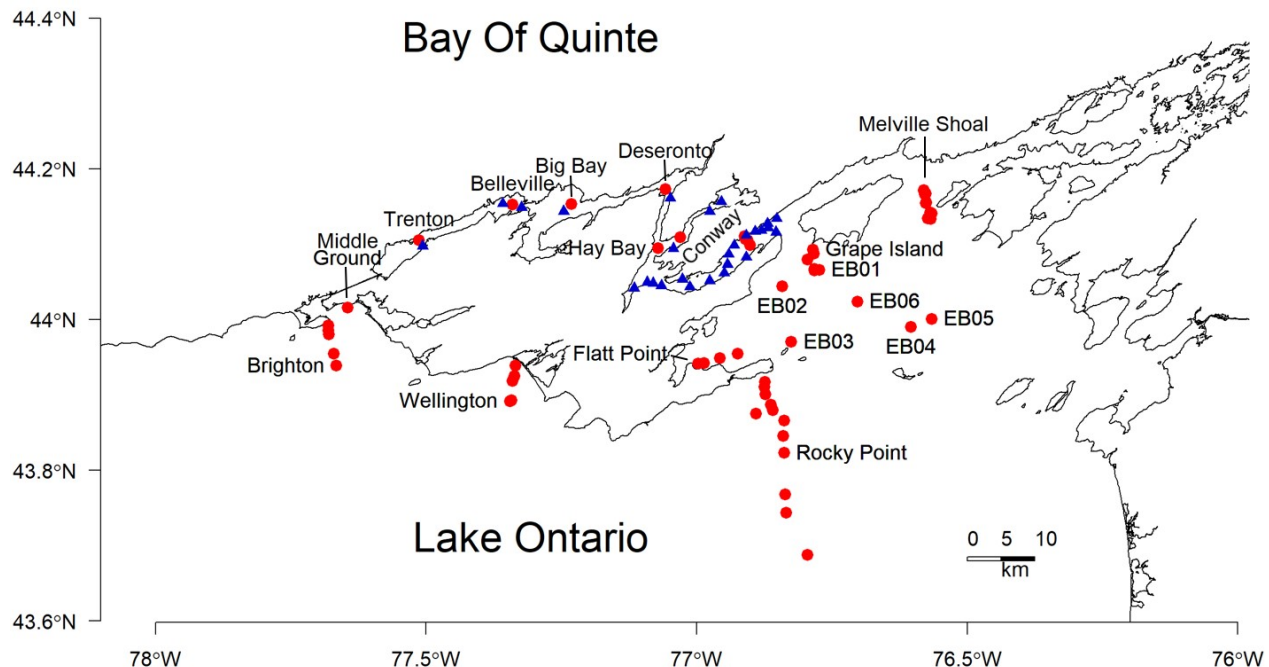 44.4°N
Bay Of Quinte
Melville Shoal
44.2°N
Deseronto
Big Bay
Belleville
Trenton
Conway
Hay Bay
Middle
Ground
Grape Island
EB01
EB02
EB06
44°N
EB05
EB03
EB04
Flatt Point
Brighton
Wellington
Rocky Point
43.8°N
Lake Ontario
0 5 10
km
43.6°N
78°W 77.5°W 77°W 76.5°W 76°W